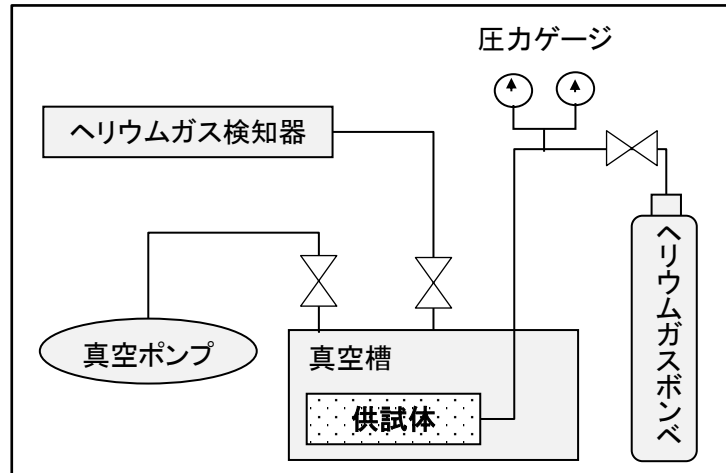 圧力ゲージ
ヘリウムガス検知器
ヘリウムガスボンベ
真空ポンプ
真空槽
供試体